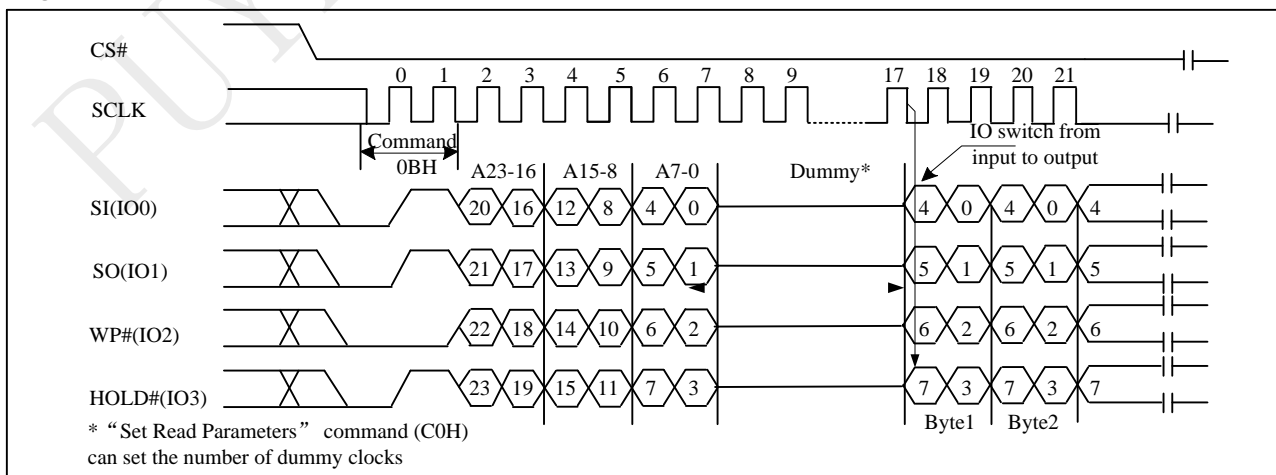 PUY
CS#
0 1 2 3 4 5 6 7 8 9 17 18 19 20 21
SCLK
Command
0BH
IO switch from
input to output
A23-16 A15-8 A7-0 Dummy*
SI(IO0) 20 16 12 8 4 0 4 0 4 0 4
SO(IO1) 21 17 13 9 5 1 5 1 5 1 5
WP#(IO2) 22 18 14 10 6 2 6 2 6 2 6
HOLD#(IO3) 23 19 15 11 7 3 7 3 7 3 7
Byte1 Byte2
* “Set Read Parameters” command (C0H)
can set the number of dummy clocks